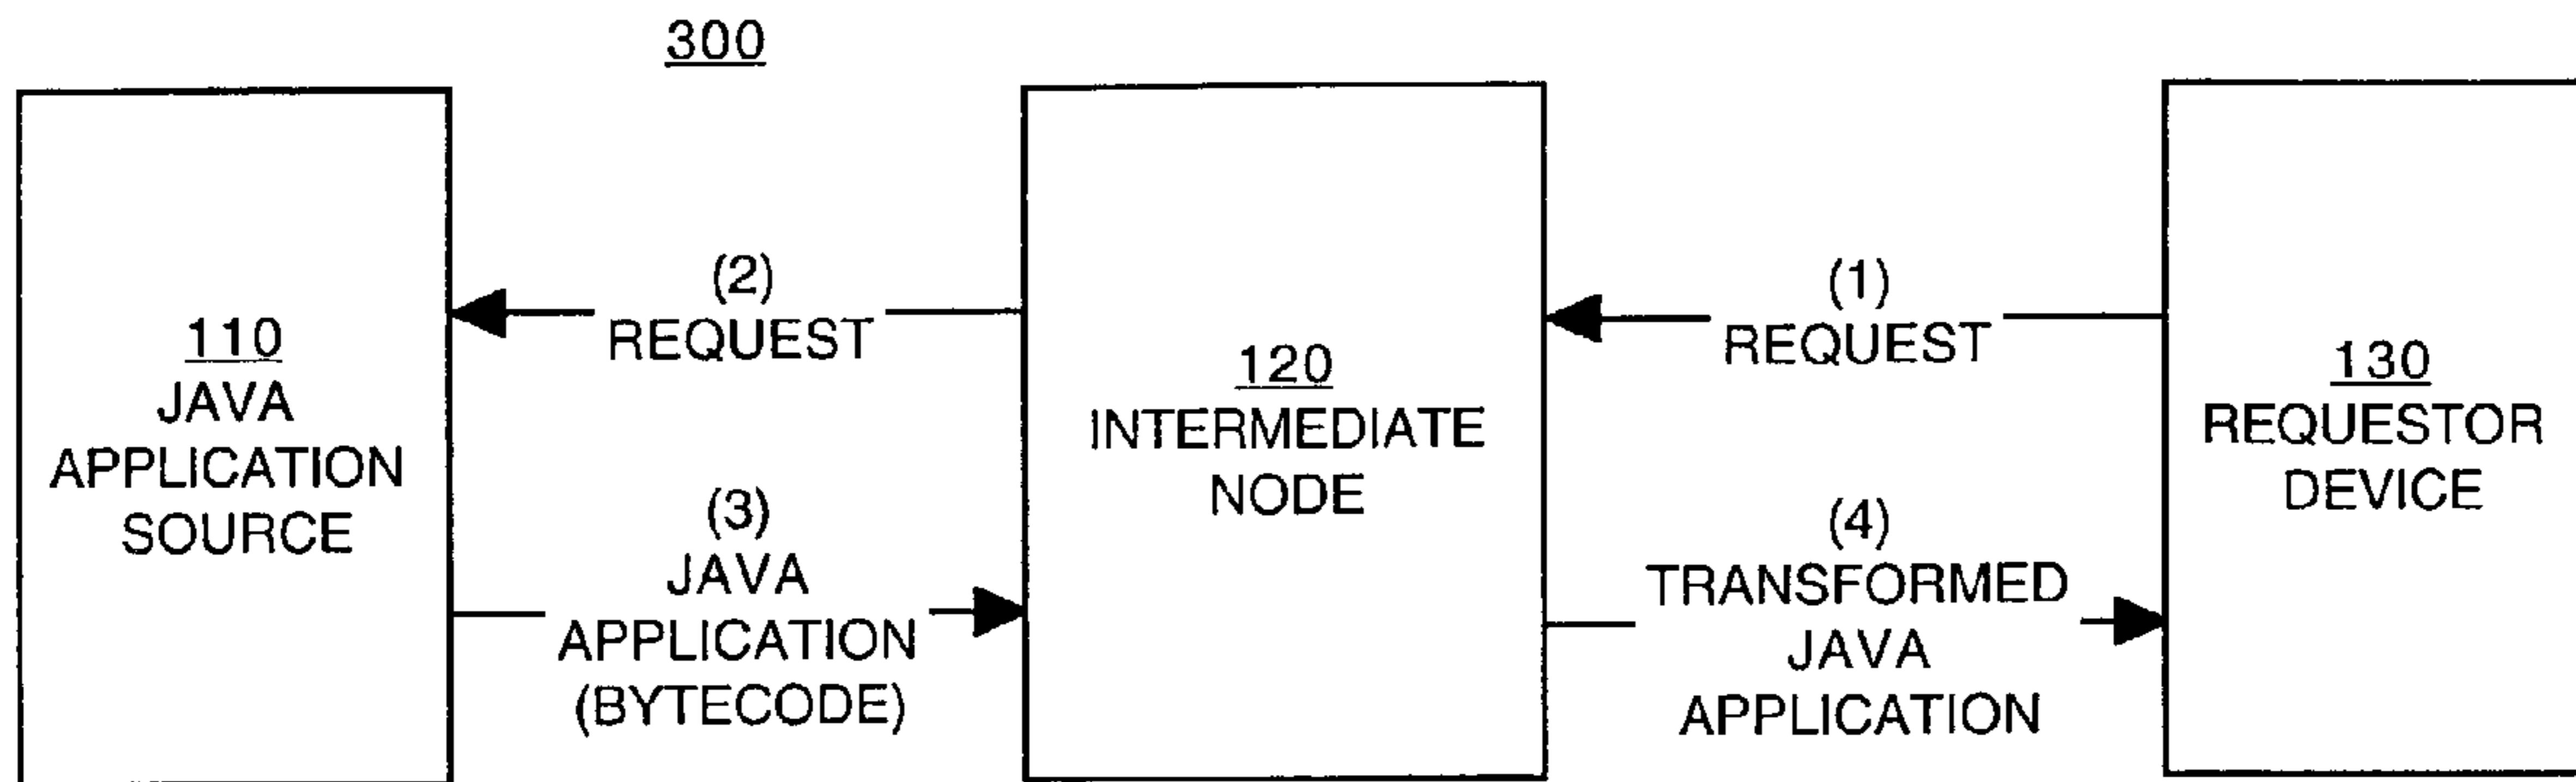 300
110
JAVA
APPLICATION
SOURCE
(2)
REQUEST
(3)
JAVA
APPLICATION
(BYTECODE)
120
INTERMEDIATE
NODE
(1)
REQUEST
(4)
TRANSFORMED
JAVA
APPLICATION
130
REQUESTOR
DEVICE